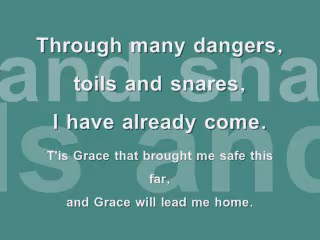 Through many dangers,
toils and snares,
I have already come.
T'is Grace that brought me safe this
far,
and Grace will lead me home.